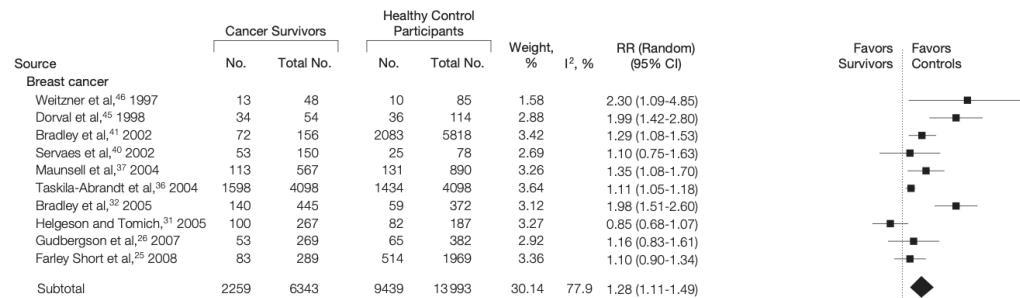 Cancer Survivors
Healthy Control
Participants
Weight,
%
I², %
RR (Random)
(95% CI)
Favors
Survivors
Favors
Controls
Source
No.
Total No.
No.
Total No.
Breast cancer
Weitzner et al,⁴⁶ 1997 13 48 10 85 1.58 2.30 (1.09-4.85)
Dorval et al,⁴⁵ 1998 34 54 36 114 2.88 1.99 (1.42-2.80)
Bradley et al,⁴¹ 2002 72 156 2083 5818 3.42 1.29 (1.08-1.53)
Servaes et al,⁴⁰ 2002 53 150 25 78 2.69 1.10 (0.75-1.63)
Maunsell et al,³⁷ 2004 113 567 131 890 3.26 1.35 (1.08-1.70)
Taskila-Abrandt et al,³⁶ 2004 1598 4098 1434 4098 3.64 1.11 (1.05-1.18)
Bradley et al,³² 2005 140 445 59 372 3.12 1.98 (1.51-2.60)
Helgeson and Tomich,³¹ 2005 100 267 82 187 3.27 0.85 (0.68-1.07)
Gudbergson et al,²⁶ 2007 53 269 65 382 2.92 1.16 (0.83-1.61)
Farley Short et al,²⁵ 2008 83 289 514 1969 3.36 1.10 (0.90-1.34)
Subtotal 2259 6343 9439 13 993 30.14 77.9 1.28 (1.11-1.49)